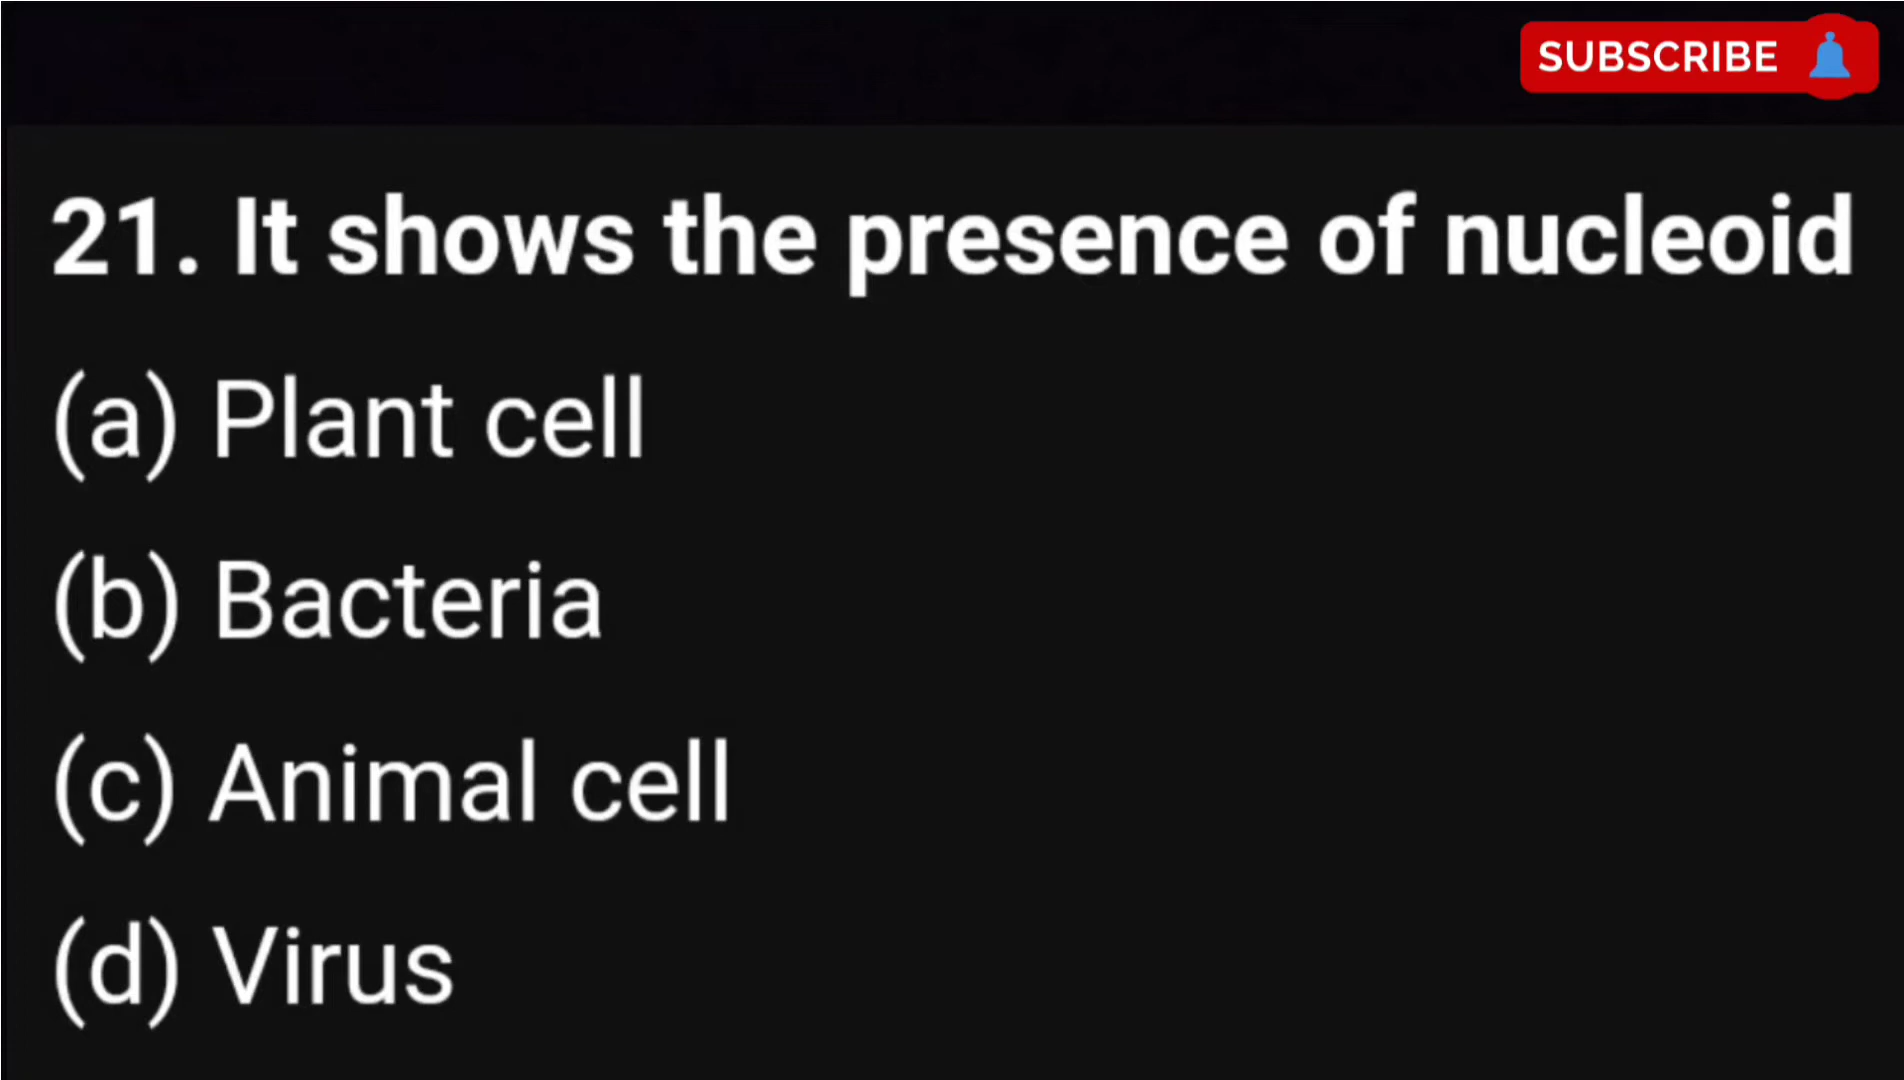 SUBSCRIBE
21. It shows the presence of nucleoid
(a) Plant cell
(b) Bacteria
(c) Animal cell
(d) Virus